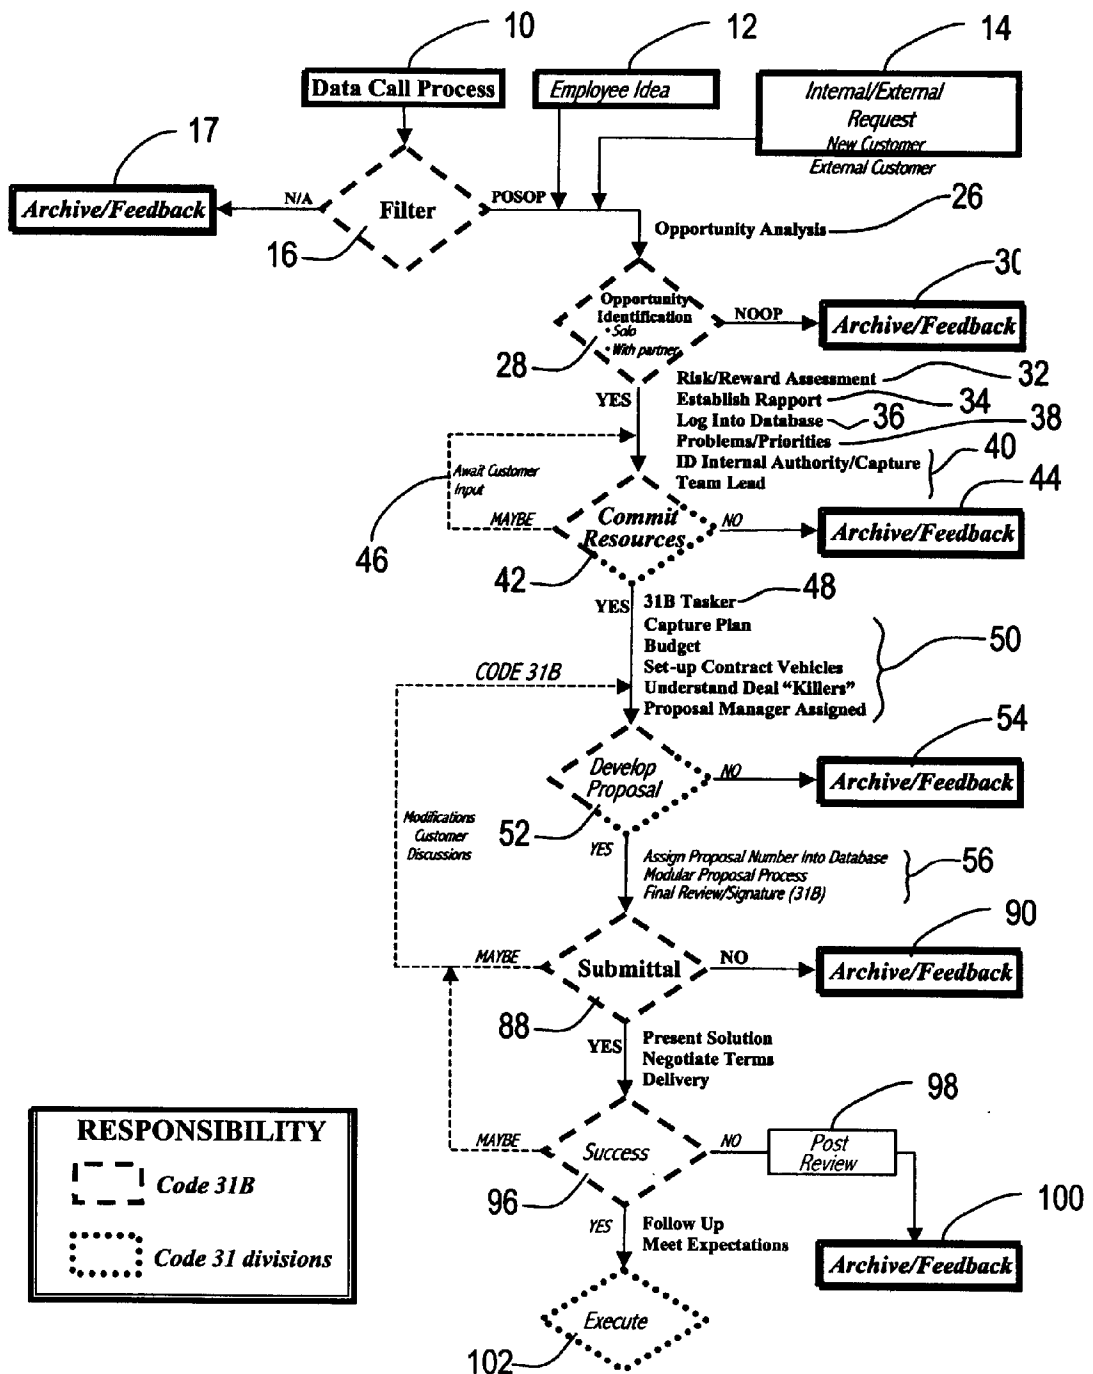 10
12
14
Data Call Process
Employee Idea
Internal/External
Request
New Customer
External Customer
17
Archive/Feedback
N/A
Filter
POSOP
16
26
Opportunity Analysis
30
Opportunity
Identification
• Solo
• With partner
NOOP
Archive/Feedback
28
YES
Risk/Reward Assessment
32
Establish Rapport
34
Log Into Database
36
Problems/Priorities
38
ID Internal Authority/Capture
Team Lead
40
44
Await Customer
Input
46
MAYBE
Commit
Resources
NO
Archive/Feedback
42
YES
31B Tasker
48
Capture Plan
Budget
Set-up Contract Vehicles
Understand Deal “Killers”
Proposal Manager Assigned
50
CODE 31B
54
Develop
Proposal
NO
Archive/Feedback
52
YES
Modifications
Customer
Discussions
Assign Proposal Number Into Database
Modular Proposal Process
Final Review/Signature (31B)
56
90
MAYBE
Submittal
NO
Archive/Feedback
88
YES
Present Solution
Negotiate Terms
Delivery
98
MAYBE
Success
NO
Post
Review
96
YES
Follow Up
Meet Expectations
100
Archive/Feedback
Execute
102
RESPONSIBILITY
Code 31B
Code 31 divisions